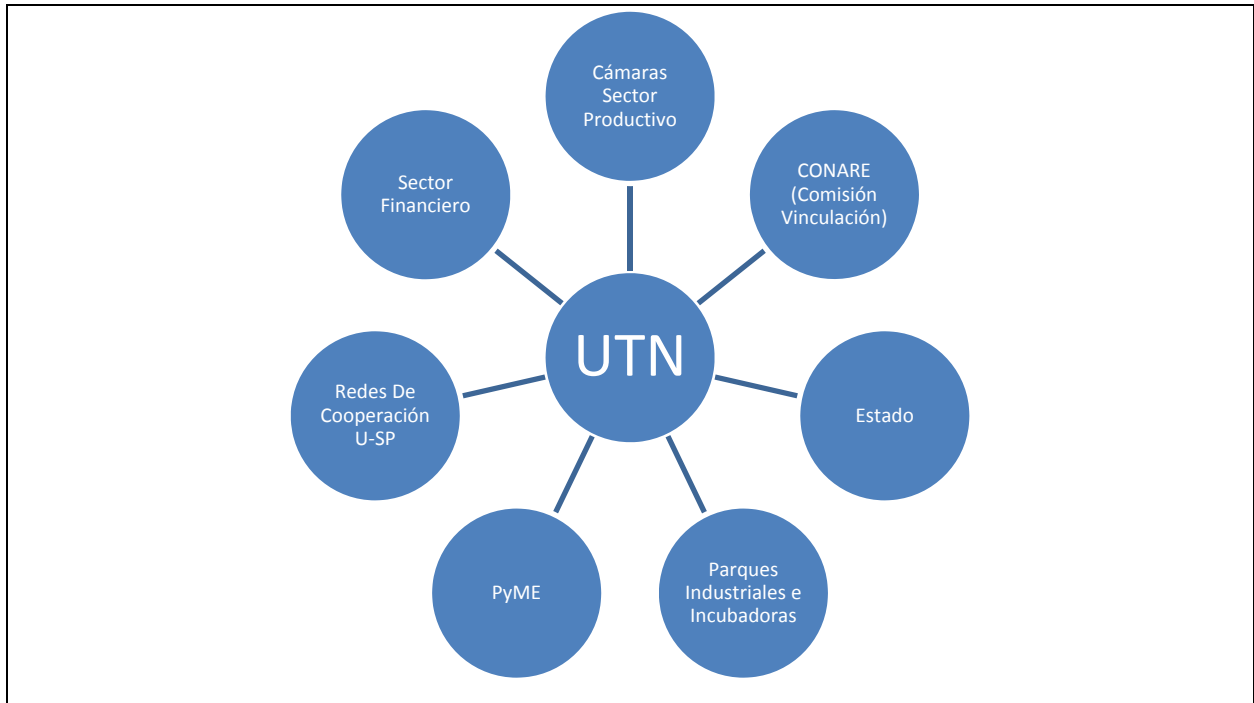 Cámaras
Sector
Productivo
CONARE
(Comisión
Vinculación)
Estado
Parques
Industriales e
Incubadoras
PyME
Redes De
Cooperación
U-SP
Sector
Financiero
UTN